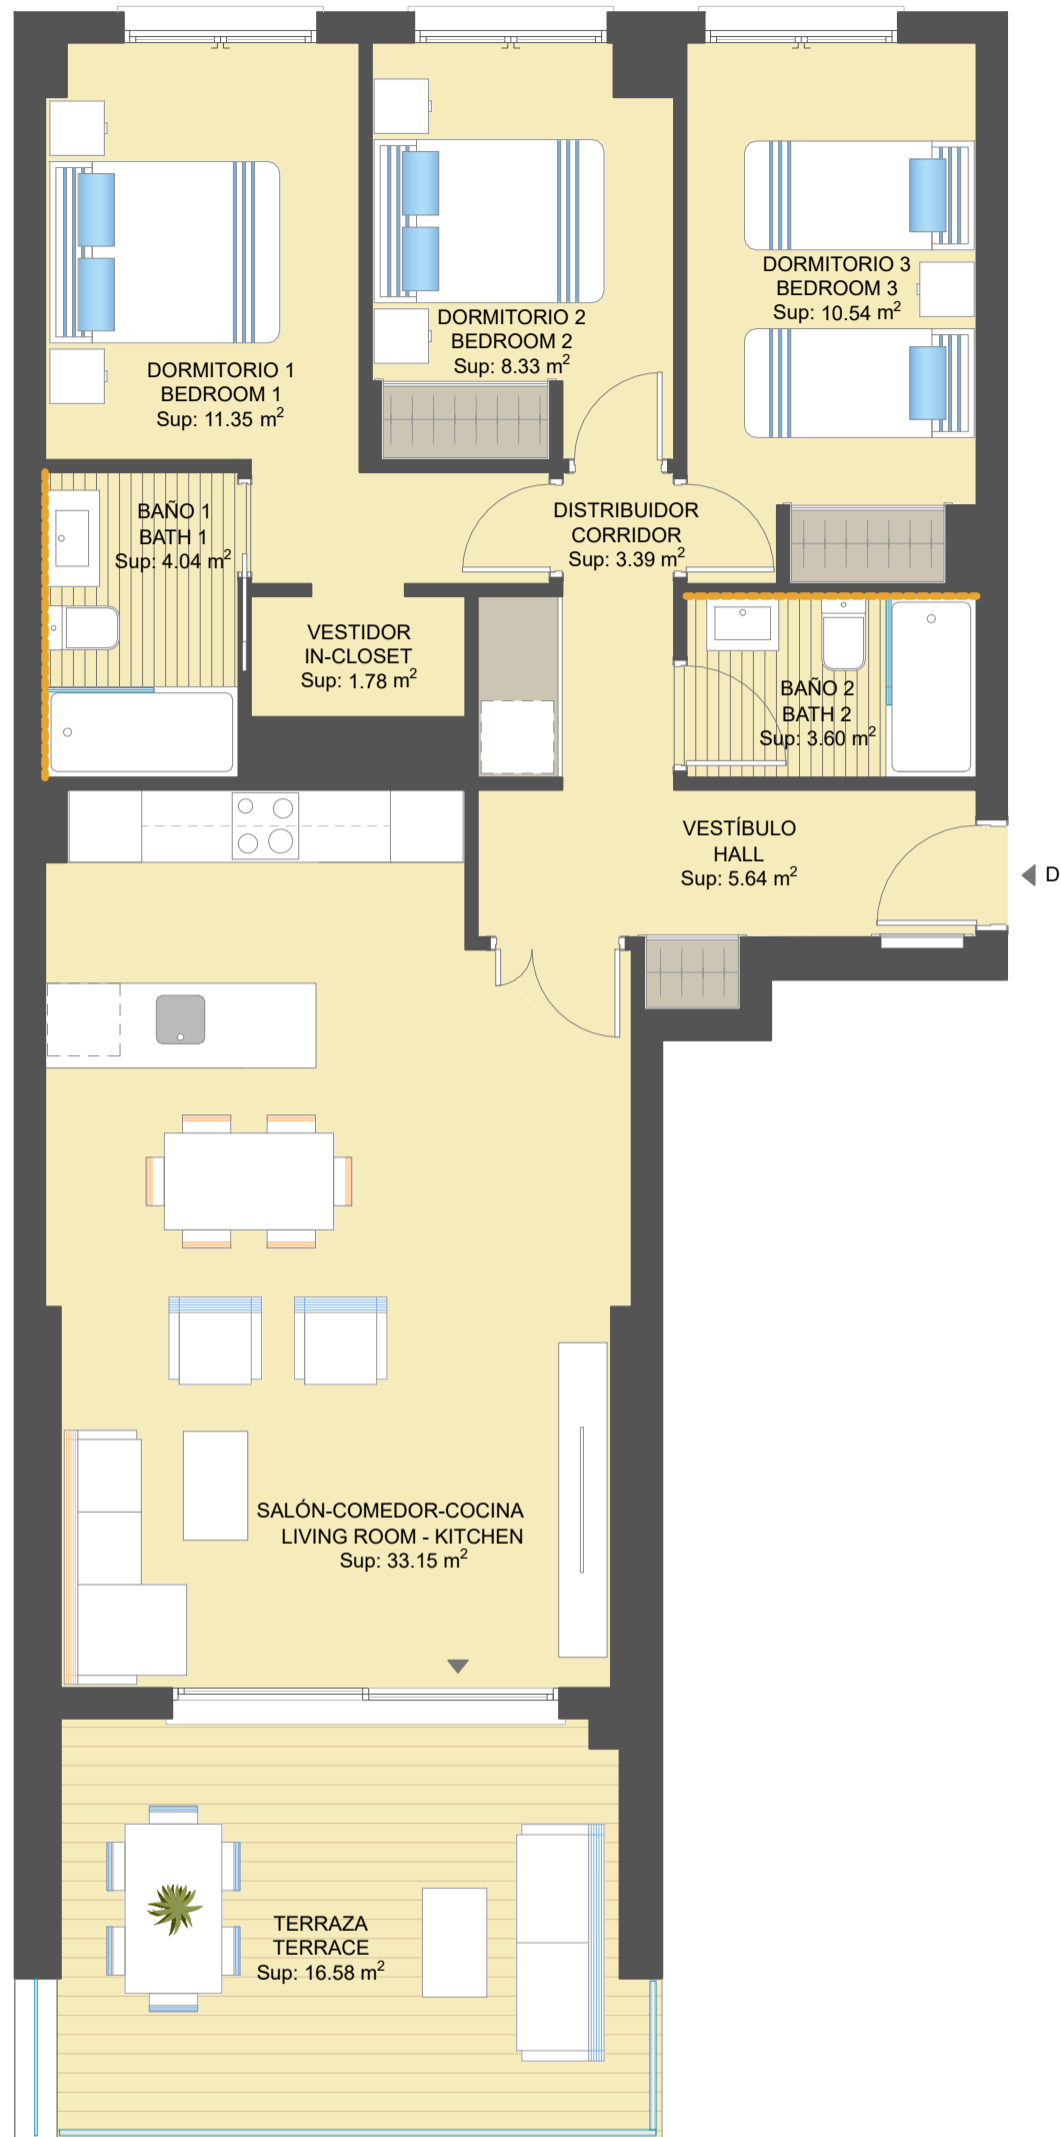 DORMITORIO 3
BEDROOM 3
Sup: 10.54 m²
DORMITORIO 2
BEDROOM 2
Sup: 8.33 m²
DORMITORIO 1
BEDROOM 1
Sup: 11.35 m²
BAÑO 1
BATH 1
Sup: 4.04 m²
DISTRIBUIDOR
CORRIDOR
Sup: 3.39 m²
VESTIDOR
IN-CLOSET
Sup: 1.78 m²
BAÑO 2
BATH 2
Sup: 3.60 m²
VESTÍBULO
HALL
Sup: 5.64 m²
D
SALÓN-COMEDOR-COCINA
LIVING ROOM - KITCHEN
Sup: 33.15 m²
TERRAZA
TERRACE
Sup: 16.58 m²